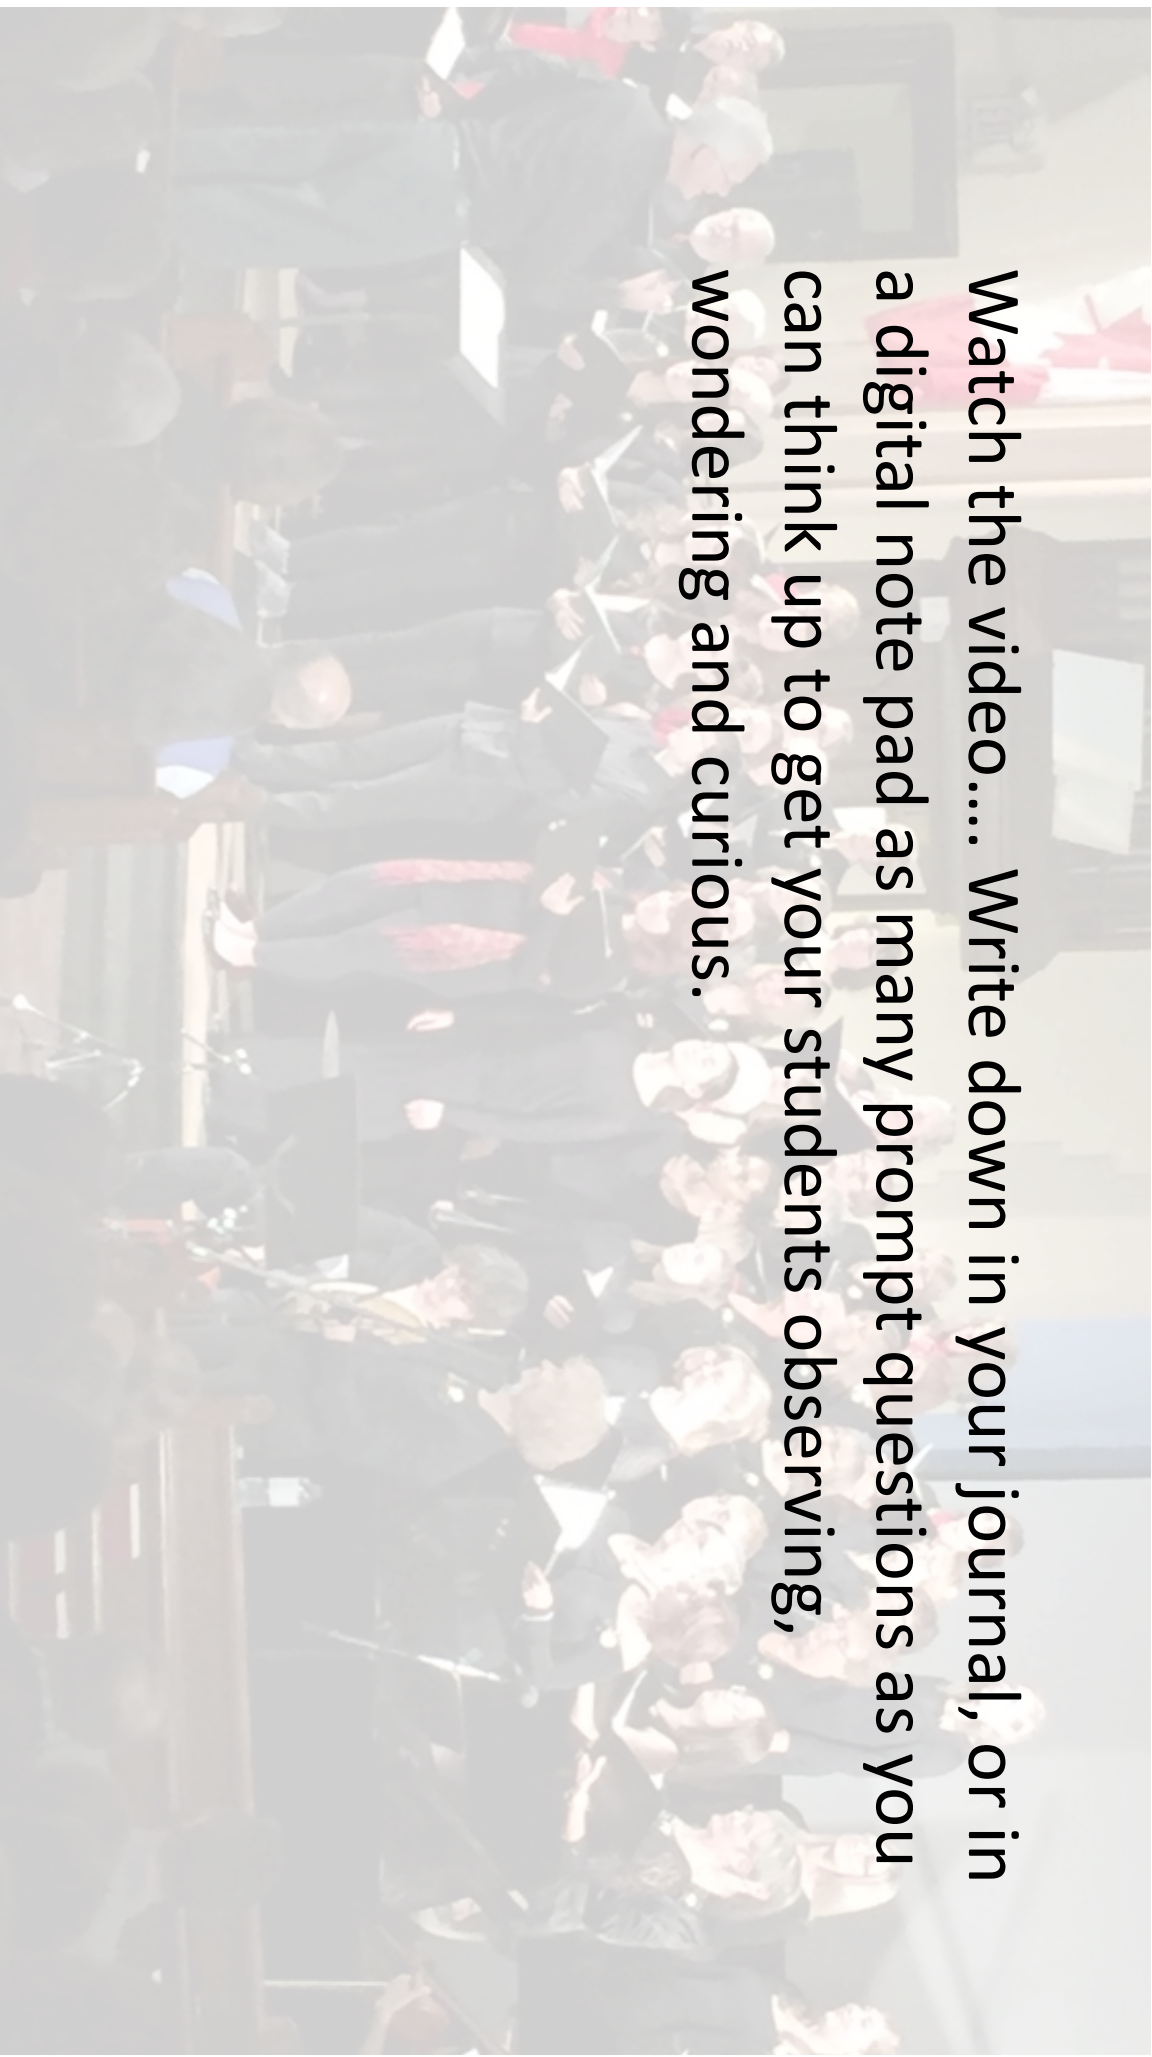 Watch the video.... Write down in your journal, or in
a digital note pad as many prompt questions as you
can think up to get your students observing,
wondering and curious.